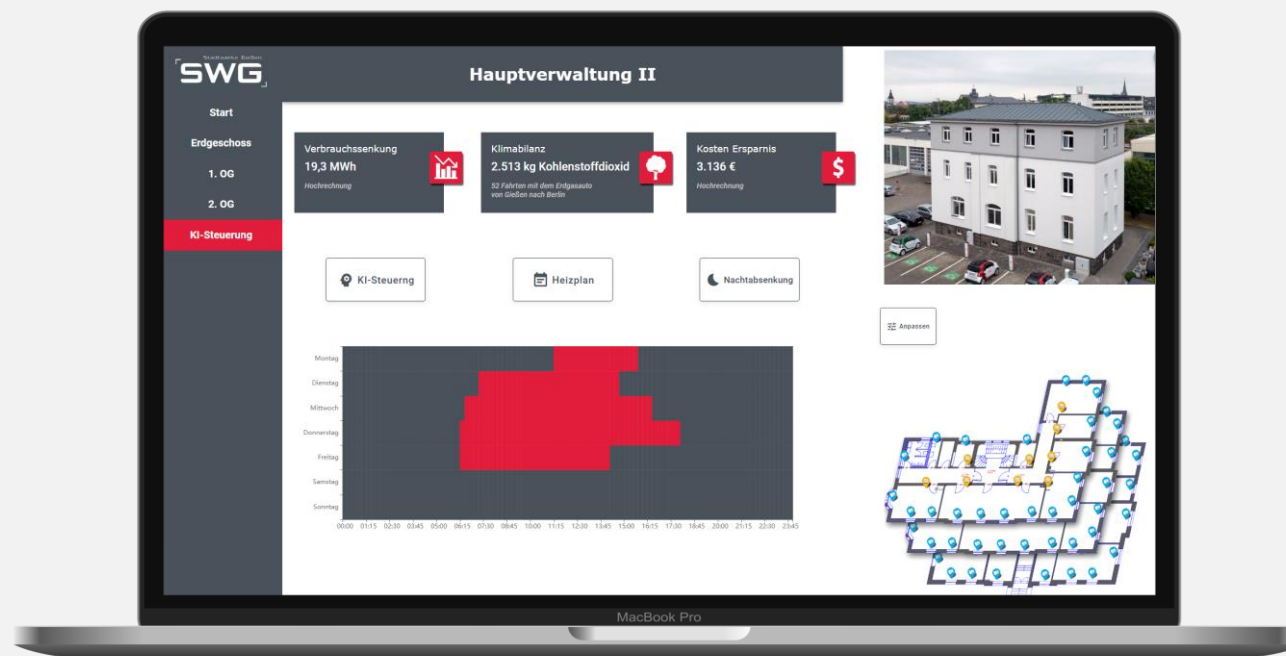 Stadtwerke Gießen
SWG
Hauptverwaltung II
Start
Erdgeschoss
1. OG
2. OG
KI-Steuerung
Verbrauchssenkung
19,3 MWh
Hochrechnung
Klimabilanz
2.513 kg Kohlenstoffdioxid
52 Fahrten mit dem Erdgasauto
von Gießen nach Berlin
Kosten Ersparnis
3.136 €
Hochrechnung
$
KI-Steuerng
Heizplan
Nachtabsenkung
Anpassen
Montag
Dienstag
Mittwoch
Donnerstag
Freitag
Samstag
Sonntag
00:00 01:15 02:30 03:45 05:00 06:15 07:30 08:45 10:00 11:15 12:30 13:45 15:00 16:15 17:30 18:45 20:00 21:15 22:30 23:45
MacBook Pro